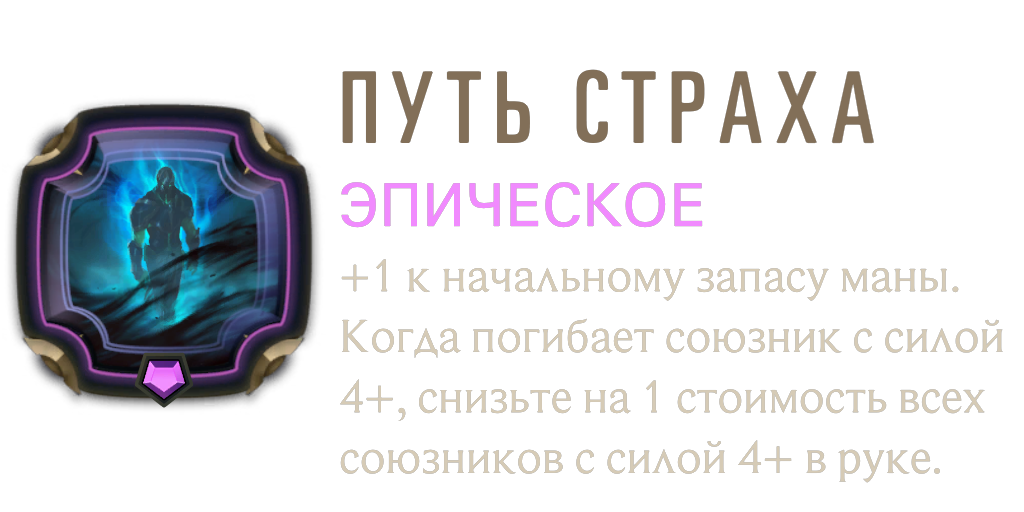 ПУТЬ СТРАХА
ЭПИЧЕСКОЕ
+1 к начальному запасу маны.
Когда погибает союзник с силой
4+, снизьте на 1 стоимость всех
союзников с силой 4+ в руке.